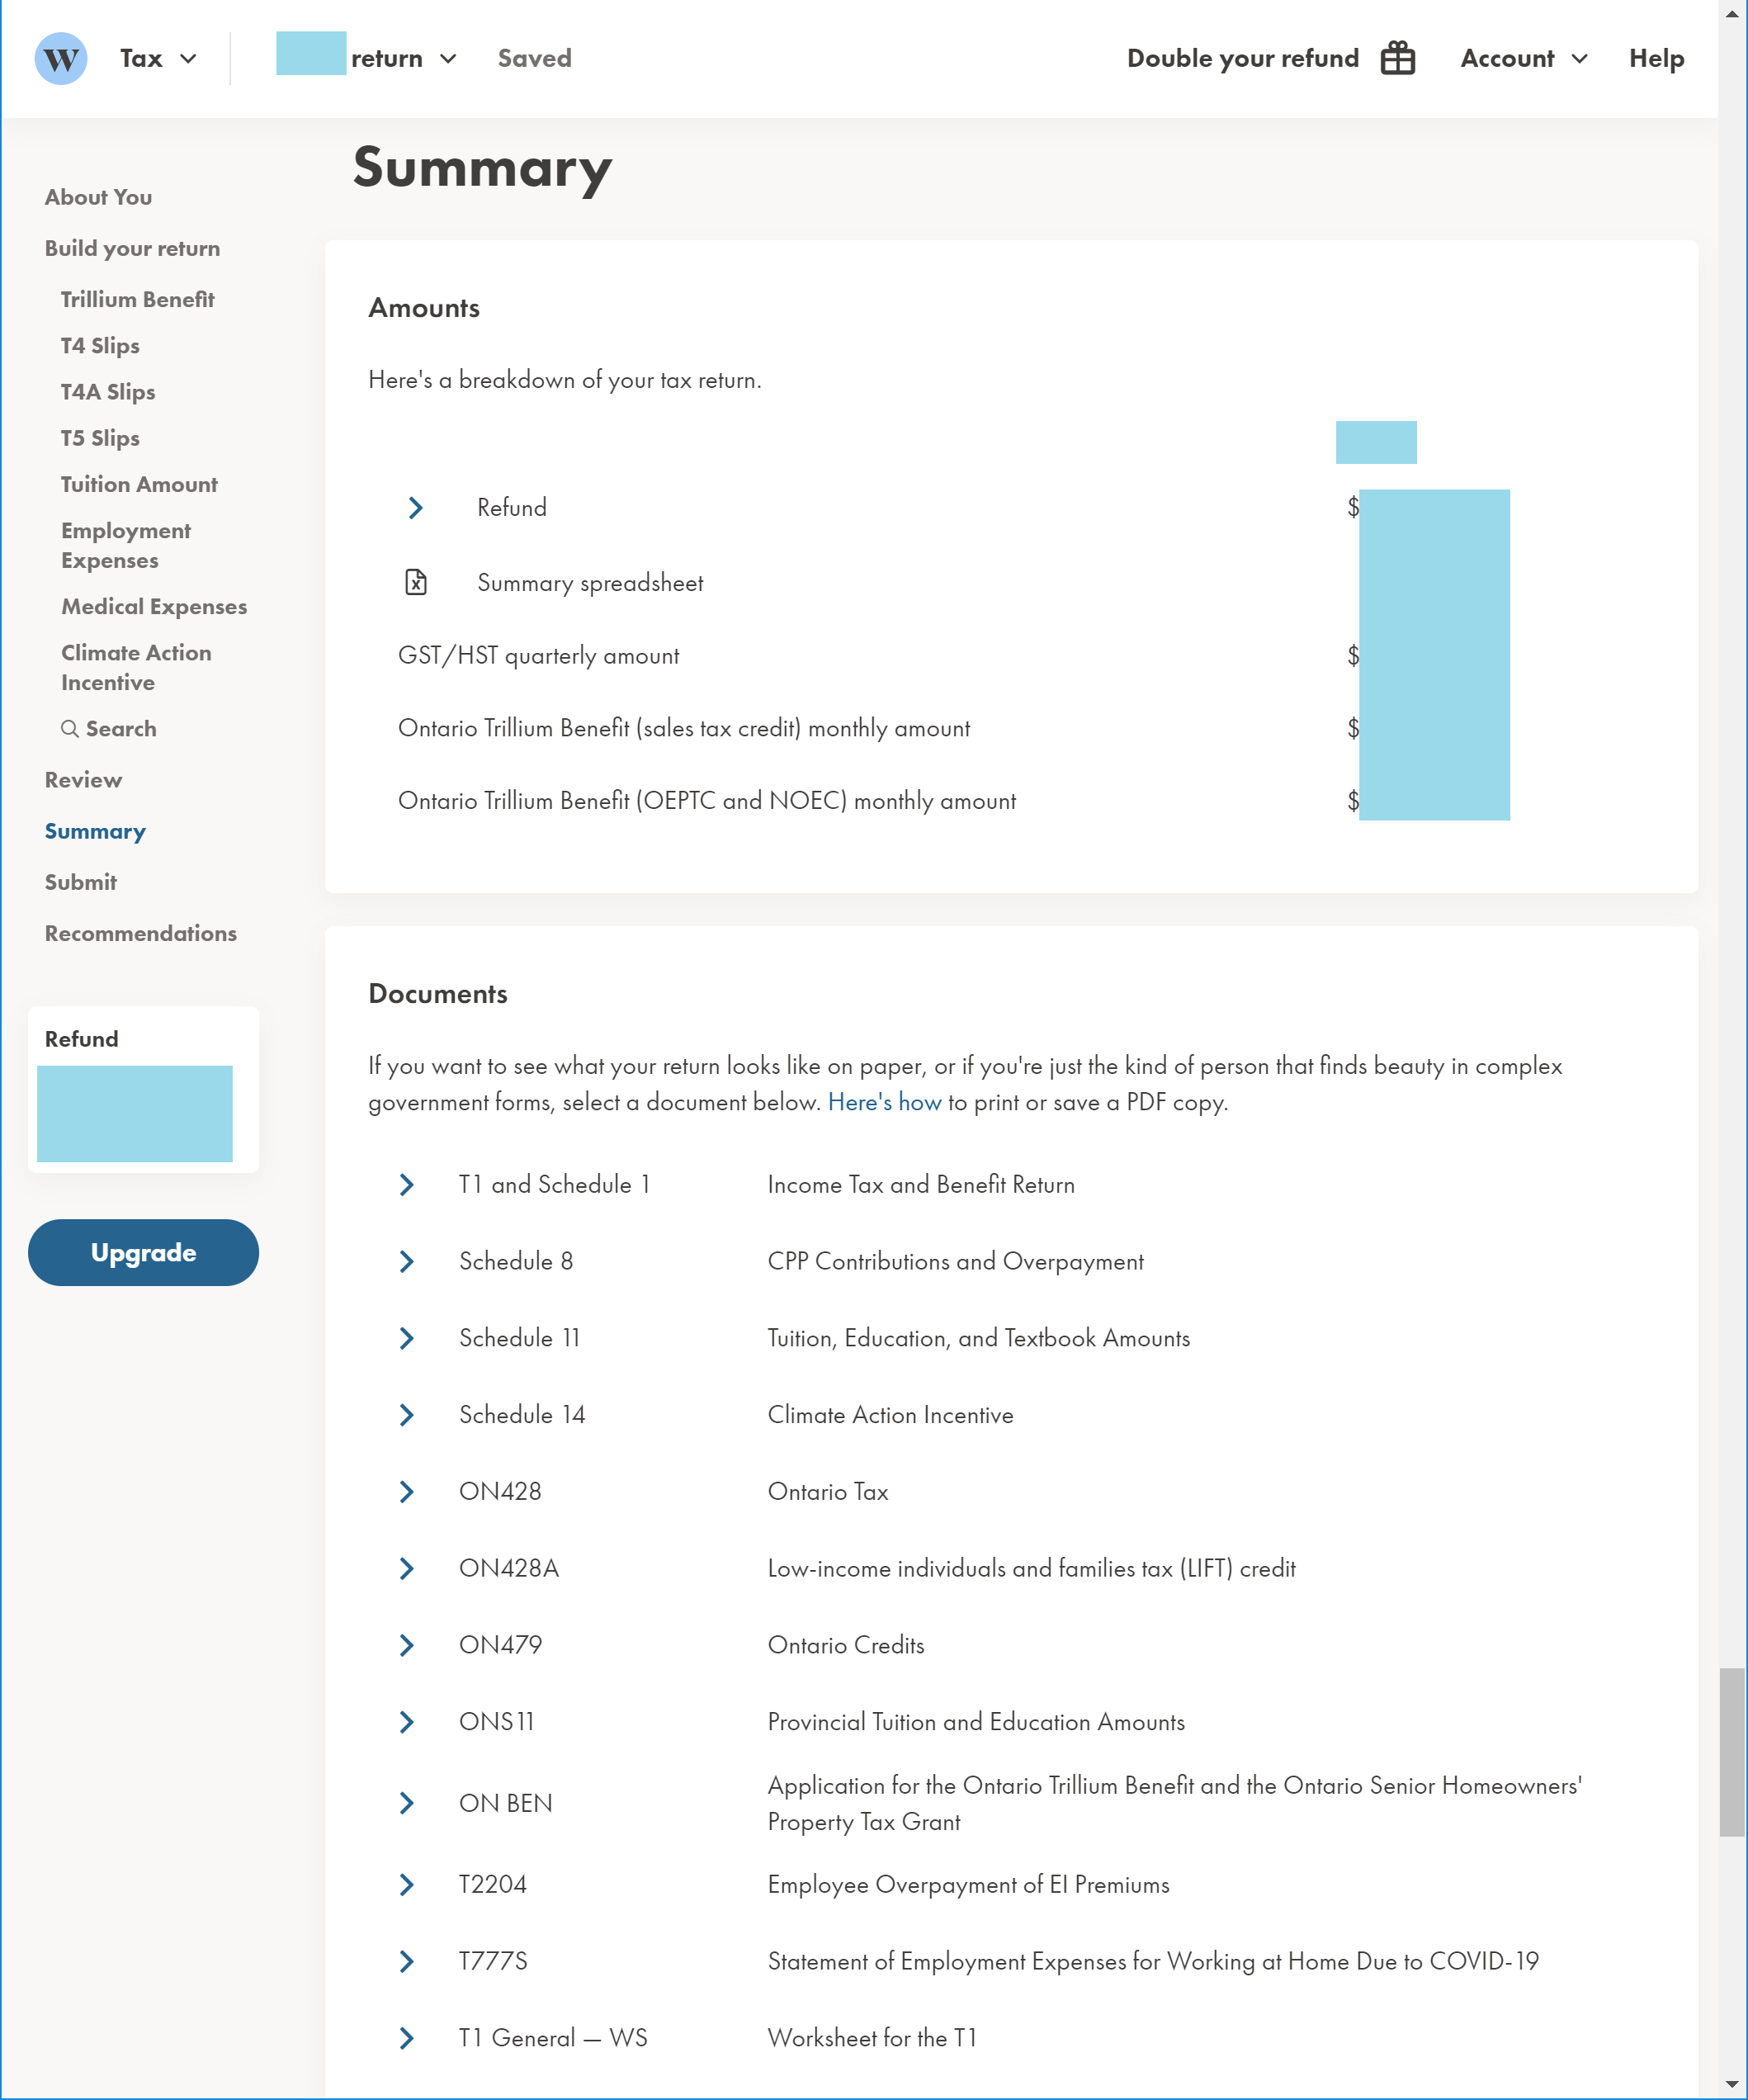 W Tax return Saved Double your refund Account Help
Summary
About You
Build your return
Trillium Benefit
T4 Slips
T4A Slips
T5 Slips
Tuition Amount
Employment
Expenses
Medical Expenses
Climate Action
Incentive
Search
Review
Summary
Submit
Recommendations
Refund
Upgrade
Amounts
Here's a breakdown of your tax return.
Refund $
Summary spreadsheet
GST/HST quarterly amount $
Ontario Trillium Benefit (sales tax credit) monthly amount $
Ontario Trillium Benefit (OEPTC and NOEC) monthly amount $
Documents
If you want to see what your return looks like on paper, or if you're just the kind of person that finds beauty in complex
government forms, select a document below. Here's how to print or save a PDF copy.
T1 and Schedule 1 Income Tax and Benefit Return
Schedule 8 CPP Contributions and Overpayment
Schedule 11 Tuition, Education, and Textbook Amounts
Schedule 14 Climate Action Incentive
ON428 Ontario Tax
ON428A Low-income individuals and families tax (LIFT) credit
ON479 Ontario Credits
ONS11 Provincial Tuition and Education Amounts
ON BEN Application for the Ontario Trillium Benefit and the Ontario Senior Homeowners'
Property Tax Grant
T2204 Employee Overpayment of EI Premiums
T777S Statement of Employment Expenses for Working at Home Due to COVID-19
T1 General — WS Worksheet for the T1